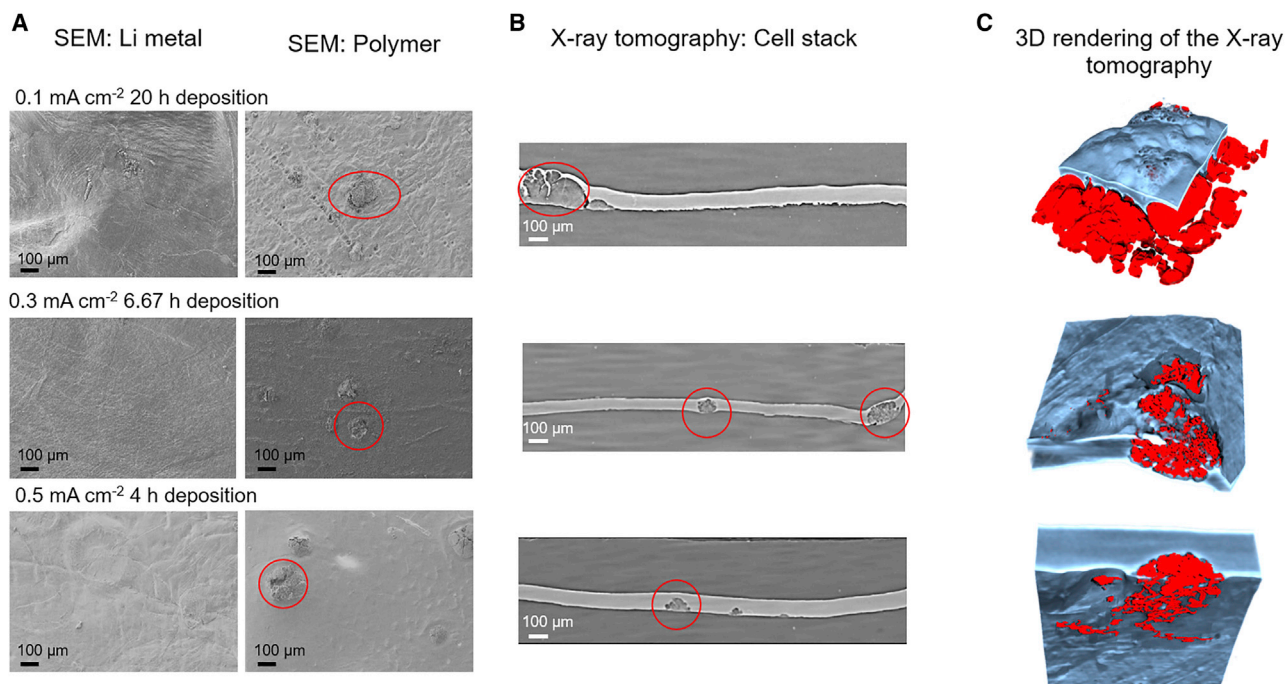 A
SEM: Li metal
SEM: Polymer
B
X-ray tomography: Cell stack
C
3D rendering of the X-ray
tomography
0.1 mA cm⁻² 20 h deposition
100 µm
100 µm
100 µm
0.3 mA cm⁻² 6.67 h deposition
100 µm
100 µm
100 µm
0.5 mA cm⁻² 4 h deposition
100 µm
100 µm
100 µm